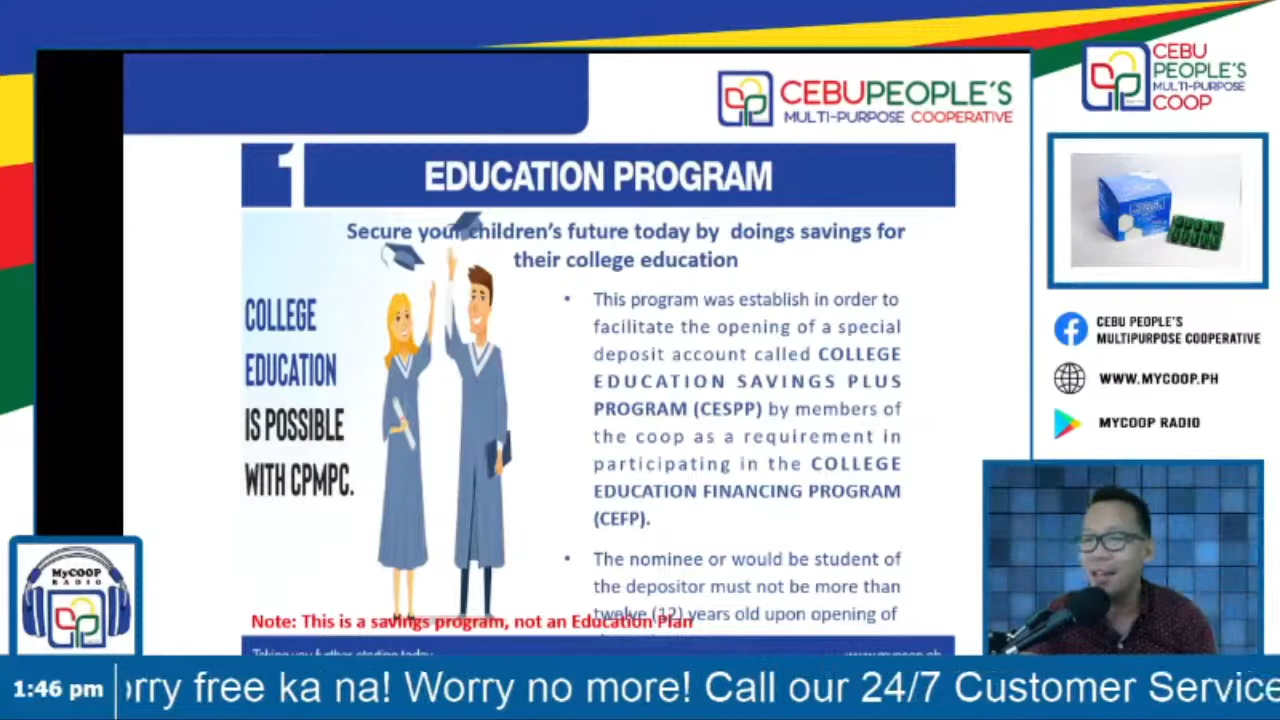 CEBUPEOPLE'S
MULTI-PURPOSE COOPERATIVE
1
EDUCATION PROGRAM
Secure your children's future today by doings savings for
their college education
COLLEGE
EDUCATION
IS POSSIBLE
WITH CPMPC.
• This program was establish in order to
facilitate the opening of a special
deposit account called COLLEGE
EDUCATION SAVINGS PLUS
PROGRAM (CESPP) by members of
the coop as a requirement in
participating in the COLLEGE
EDUCATION FINANCING PROGRAM
(CEFP).
• The nominee or would be student of
the depositor must not be more than
twelve (12) years old upon opening of
Note: This is a savings program, not an Education Plan
CEBU
PEOPLE'S
MULTI-PURPOSE
COOP
CEBU PEOPLE'S
MULTIPURPOSE COOPERATIVE
WWW.MYCOOP.PH
MYCOOP RADIO
MyCOOP
RADIO
1:46 pm
orry free ka na! Worry no more! Call our 24/7 Customer Service